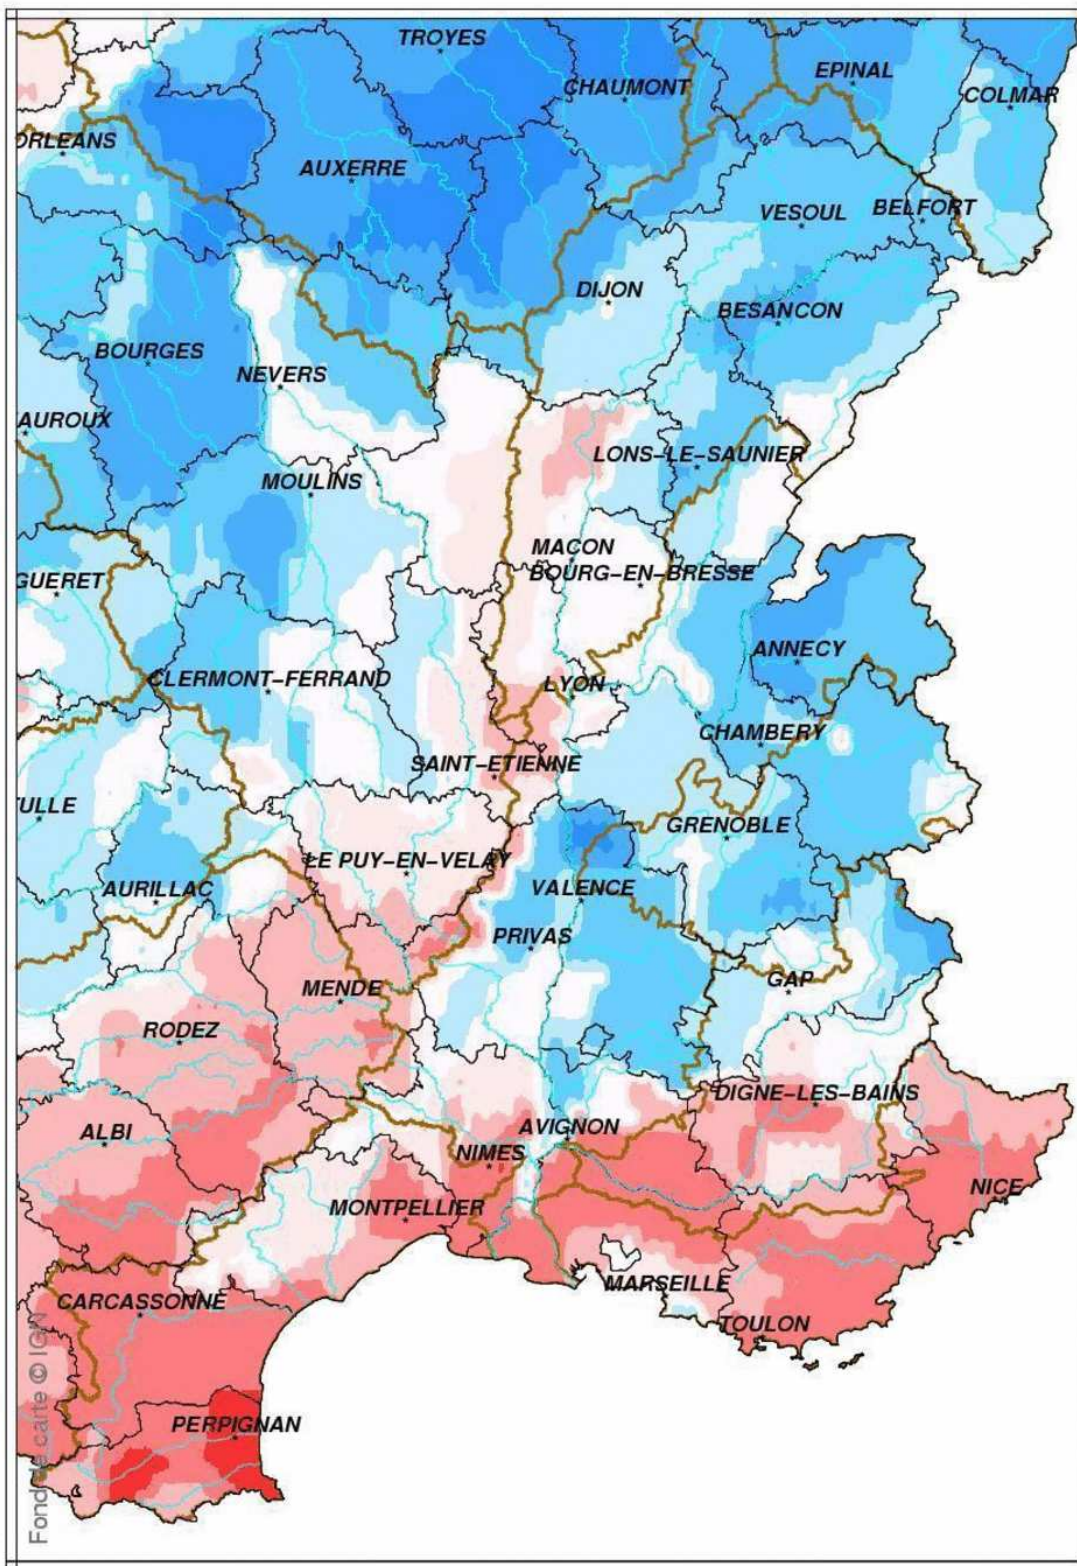 TROYES
EPINAL
CHAUMONT
COLMAR
ORLEANS
AUXERRE
VESOUL
BELFORT
DIJON
BESANCON
BOURGES
NEVERS
AUROUX
LONS-LE-SAUNIER
MOULINS
MACON
BOURG-EN-BRESSE
GUERET
ANNECY
CLERMONT-FERRAND
LYON
CHAMBERY
SAINT-ETIENNE
TULLE
GRENOBLE
LE PUY-EN-VELAY
AURILLAC
VALENCE
PRIVAS
MENDE
GAP
RODEZ
DIGNE-LES-BAINS
ALBI
AVIGNON
NIMES
NICE
MONTPELLIER
MARSEILLE
CARCASSONNE
TOULON
PERPIGNAN
Fond de carte © IGN